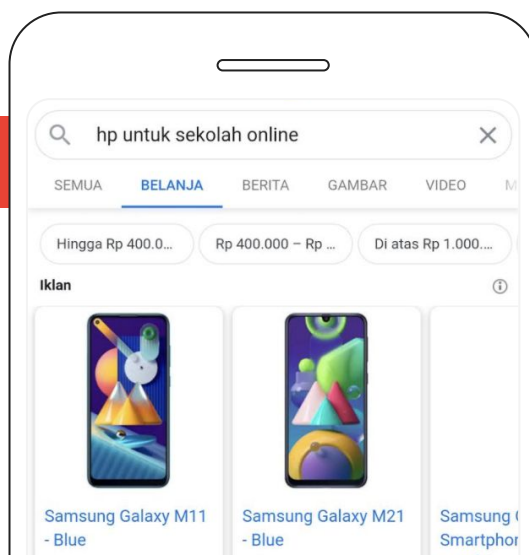 hp untuk sekolah online
SEMUA BELANJA BERITA GAMBAR VIDEO M
Hingga Rp 400.0... Rp 400.000 – Rp ... Di atas Rp 1.000....
Iklan
Samsung Galaxy M11 Samsung Galaxy M21 Samsung
- Blue - Blue Smartphon